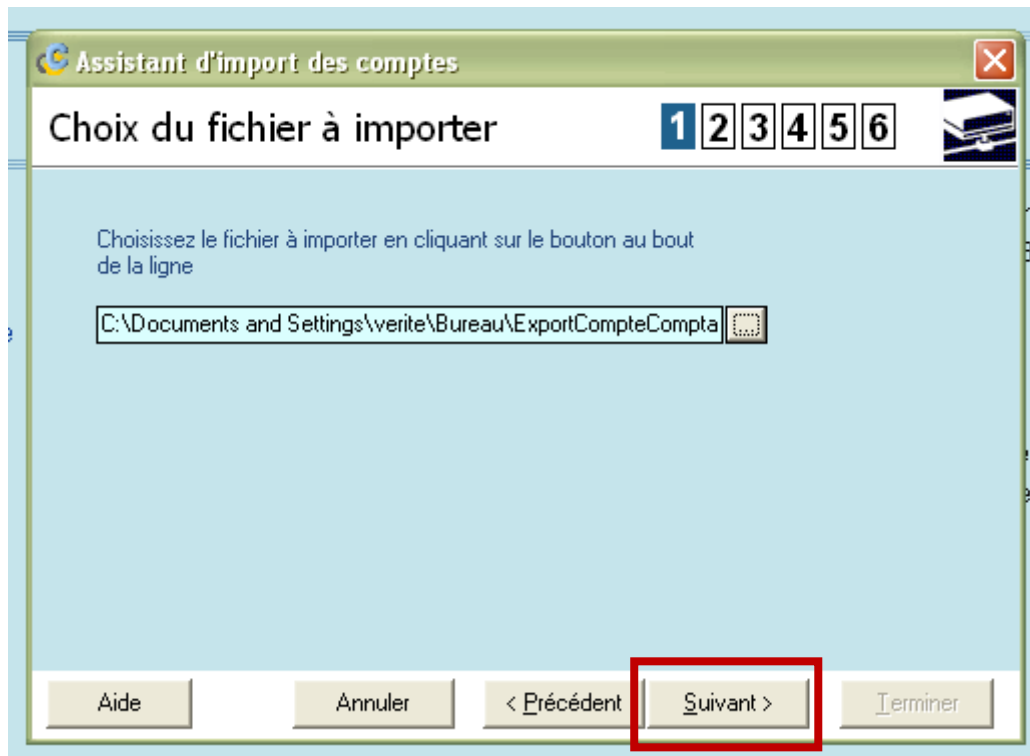 Assistant d'import des comptes
Choix du fichier à importer
1 2 3 4 5 6
Choisissez le fichier à importer en cliquant sur le bouton au bout
de la ligne
C:\Documents and Settings\verite\Bureau\ExportCompteCompta ...
Aide Annuler < Précédent Suivant > Terminer